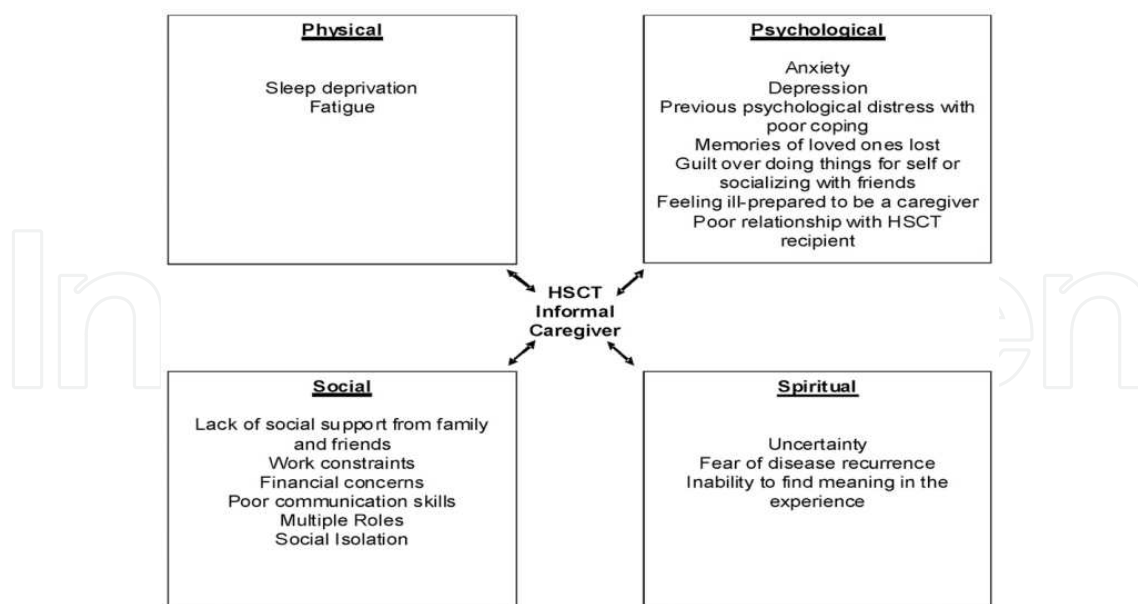 Physical
Sleep deprivation
Fatigue
Psychological
Anxiety
Depression
Previous psychological distress with
poor coping
Memories of loved ones lost
Guilt over doing things for self or
socializing with friends
Feeling ill-prepared to be a caregiver
Poor relationship with HSCT
recipient
HSCT
Informal
Caregiver
Social
Lack of social support from family
and friends
Work constraints
Financial concerns
Poor communication skills
Multiple Roles
Social Isolation
Spiritual
Uncertainty
Fear of disease recurrence
Inability to find meaning in the
experience